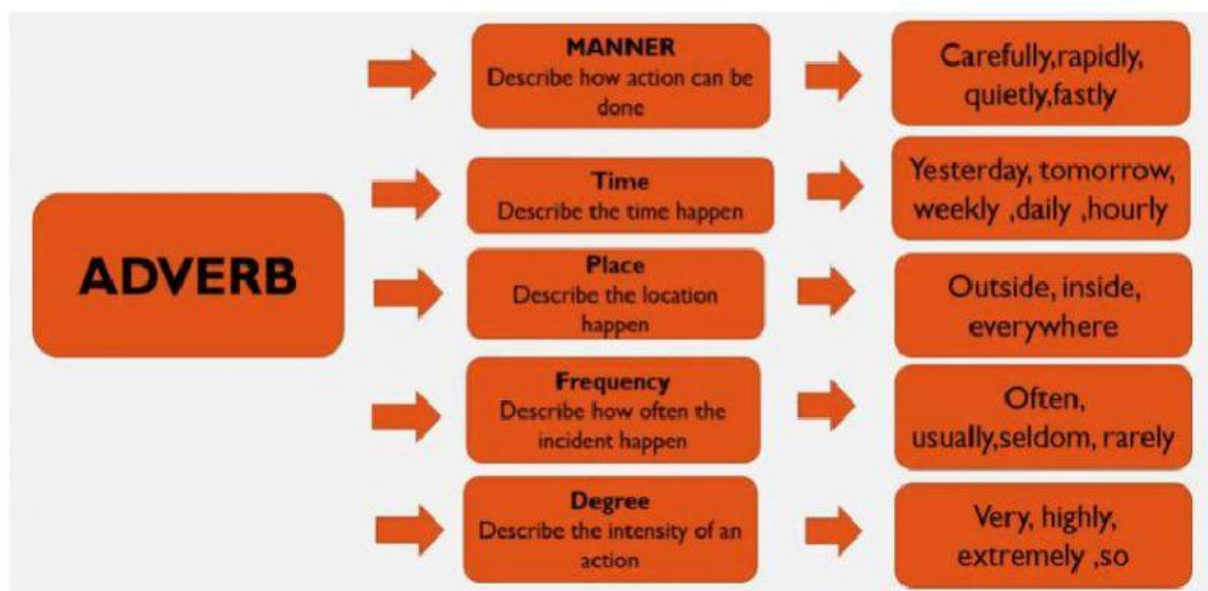 ADVERB
MANNER
Describe how action can be
done
Carefully,rapidly,
quietly,fastly
Time
Describe the time happen
Yesterday, tomorrow,
weekly ,daily ,hourly
Place
Describe the location
happen
Outside, inside,
everywhere
Frequency
Describe how often the
incident happen
Often,
usually,seldom, rarely
Degree
Describe the intensity of an
action
Very, highly,
extremely ,so